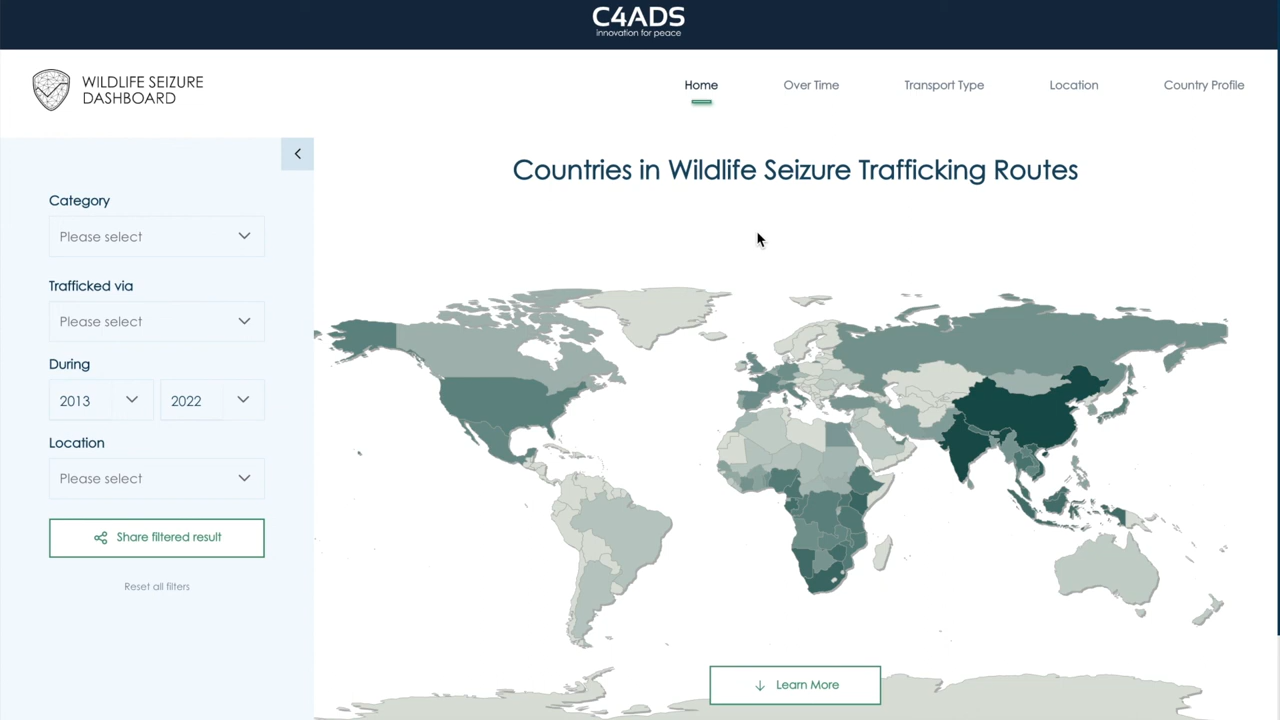 C4ADS
innovation for peace
WILDLIFE SEIZURE
DASHBOARD
Home
Over Time
Transport Type
Location
Country Profile
Countries in Wildlife Seizure Trafficking Routes
Category
Please select
Trafficked via
Please select
During
2013
2022
Location
Please select
Share filtered result
Reset all filters
Learn More